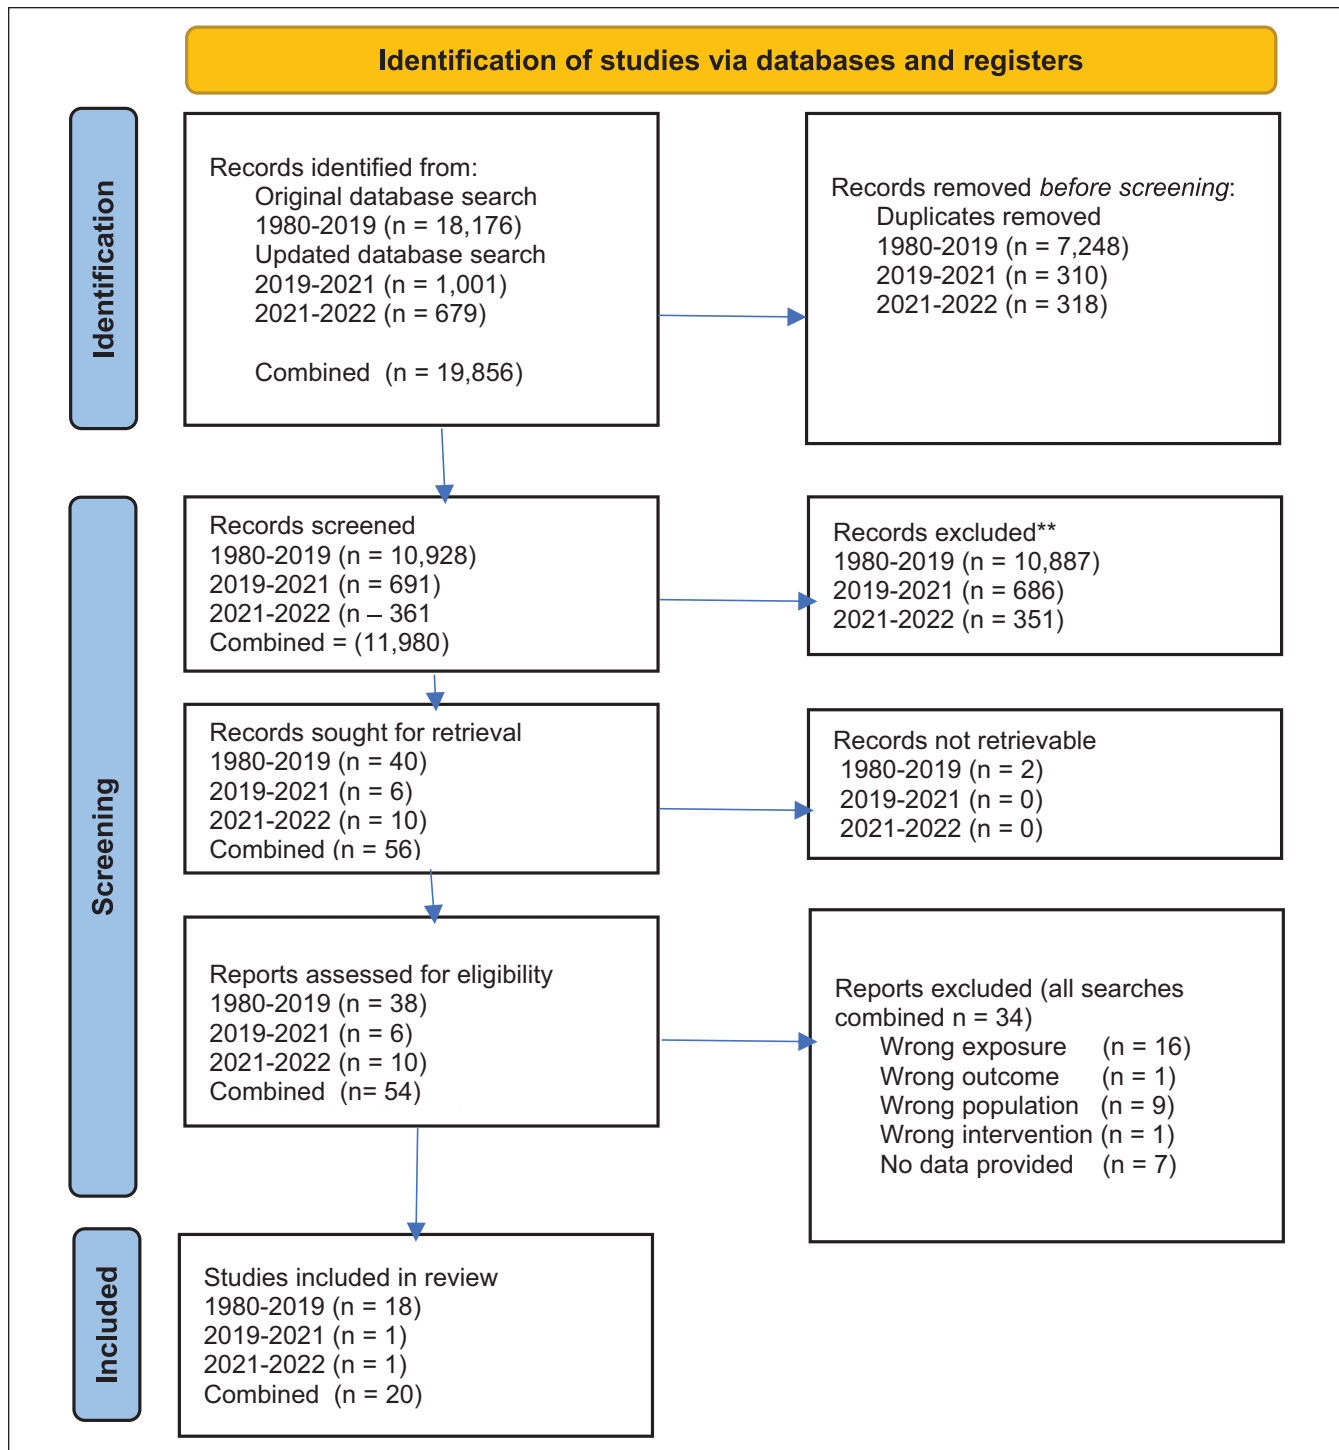 Identification of studies via databases and registers
Identification
Records identified from:
Original database search
1980-2019 (n = 18,176)
Updated database search
2019-2021 (n = 1,001)
2021-2022 (n = 679)
Combined (n = 19,856)
Records removed before screening:
Duplicates removed
1980-2019 (n = 7,248)
2019-2021 (n = 310)
2021-2022 (n = 318)
Screening
Records screened
1980-2019 (n = 10,928)
2019-2021 (n = 691)
2021-2022 (n – 361
Combined = (11,980)
Records excluded**
1980-2019 (n = 10,887)
2019-2021 (n = 686)
2021-2022 (n = 351)
Records sought for retrieval
1980-2019 (n = 40)
2019-2021 (n = 6)
2021-2022 (n = 10)
Combined (n = 56)
Records not retrievable
1980-2019 (n = 2)
2019-2021 (n = 0)
2021-2022 (n = 0)
Reports assessed for eligibility
1980-2019 (n = 38)
2019-2021 (n = 6)
2021-2022 (n = 10)
Combined (n= 54)
Reports excluded (all searches
combined n = 34)
Wrong exposure (n = 16)
Wrong outcome (n = 1)
Wrong population (n = 9)
Wrong intervention (n = 1)
No data provided (n = 7)
Included
Studies included in review
1980-2019 (n = 18)
2019-2021 (n = 1)
2021-2022 (n = 1)
Combined (n = 20)